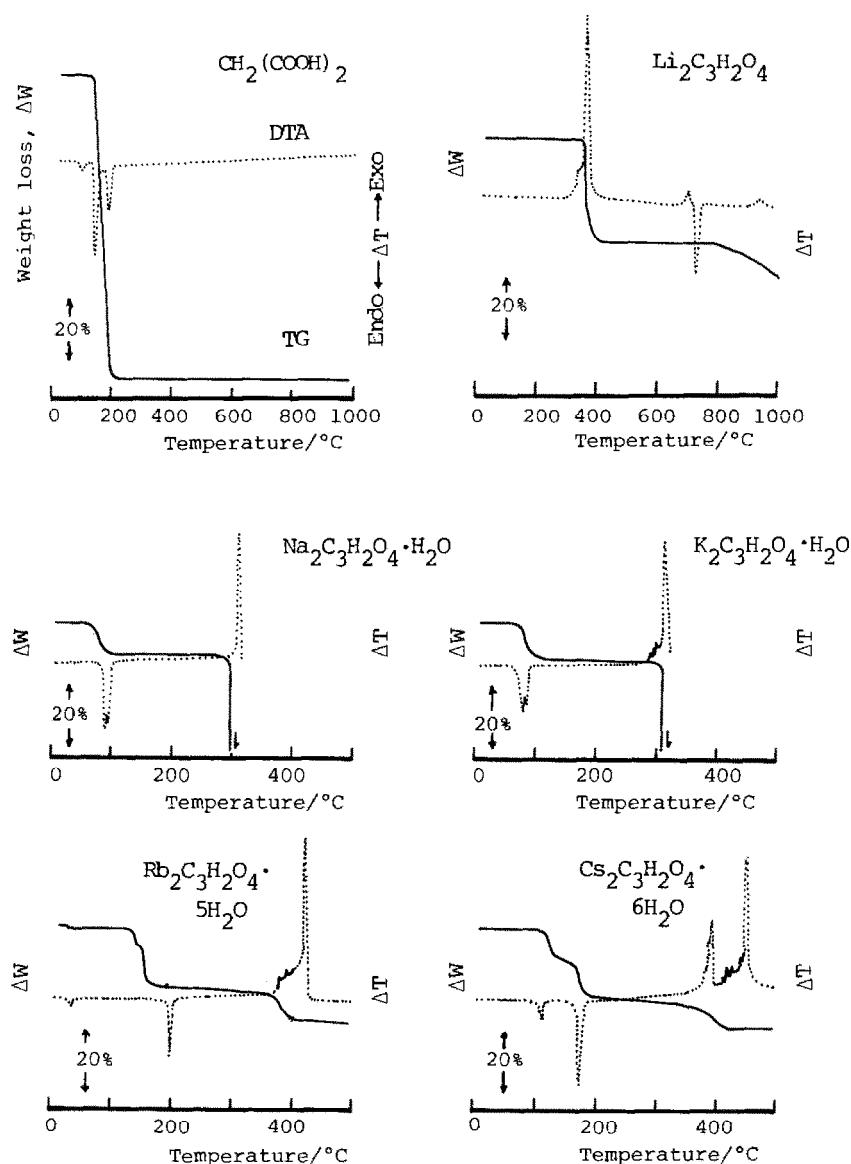 CH₂(COOH)₂
DTA
TG
Weight loss, ΔW
Endo ← ΔT → Exo
20%
0 200 400 600 800 1000
Temperature/°C
Li₂C₃H₂O₄
ΔW
ΔT
20%
0 200 400 600 800 1000
Temperature/°C
Na₂C₃H₂O₄·H₂O
ΔW
ΔT
20%
0 200 400
Temperature/°C
K₂C₃H₂O₄·H₂O
ΔW
ΔT
20%
0 200 400
Temperature/°C
Rb₂C₃H₂O₄·
5H₂O
ΔW
ΔT
20%
0 200 400
Temperature/°C
Cs₂C₃H₂O₄·
6H₂O
ΔW
ΔT
20%
0 200 400
Temperature/°C